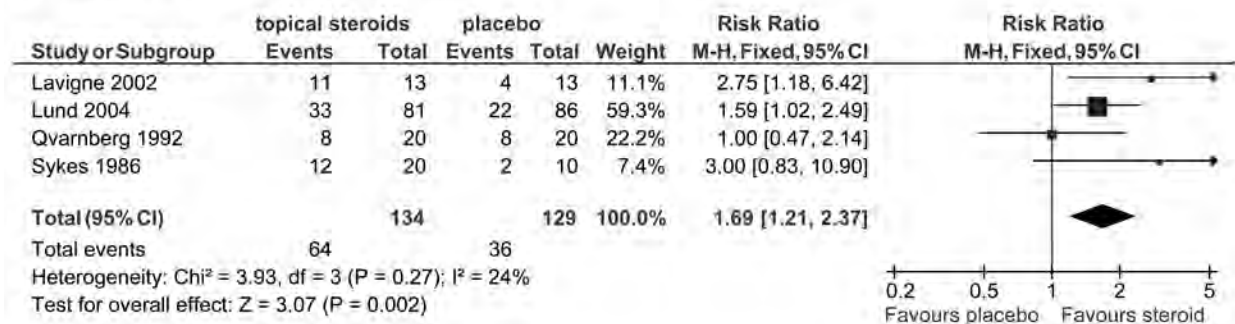 topical steroids placebo Risk Ratio Risk Ratio
Study or Subgroup Events Total Events Total Weight M-H, Fixed, 95% CI M-H, Fixed, 95% CI
Lavigne 2002 11 13 4 13 11.1% 2.75 [1.18, 6.42]
Lund 2004 33 81 22 86 59.3% 1.59 [1.02, 2.49]
Qvarnberg 1992 8 20 8 20 22.2% 1.00 [0.47, 2.14]
Sykes 1986 12 20 2 10 7.4% 3.00 [0.83, 10.90]
Total (95% CI) 134 129 100.0% 1.69 [1.21, 2.37]
Total events 64 36
Heterogeneity: Chi² = 3.93, df = 3 (P = 0.27); I² = 24%
Test for overall effect: Z = 3.07 (P = 0.002)
0.2 0.5 1 2 5
Favours placebo Favours steroid